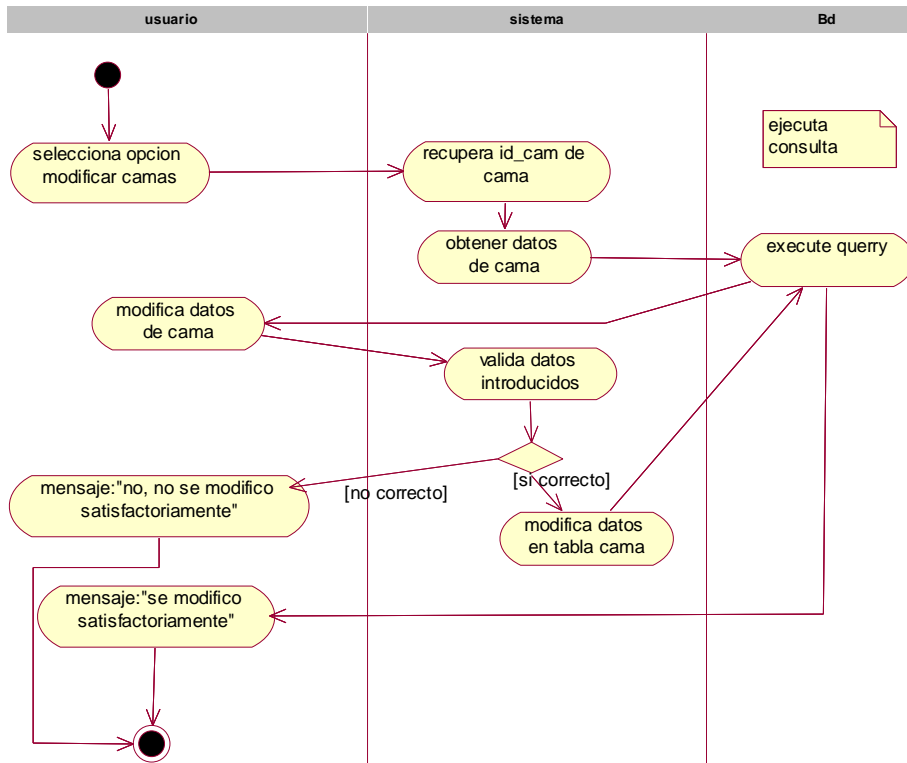 usuario
sistema
Bd
ejecuta
consulta
selecciona opcion
modificar camas
recupera id_cam de
cama
obtener datos
de cama
execute querry
modifica datos
de cama
valida datos
introducidos
[no correcto]
[si correcto]
mensaje:"no, no se modifico
satisfactoriamente"
modifica datos
en tabla cama
mensaje:"se modifico
satisfactoriamente"